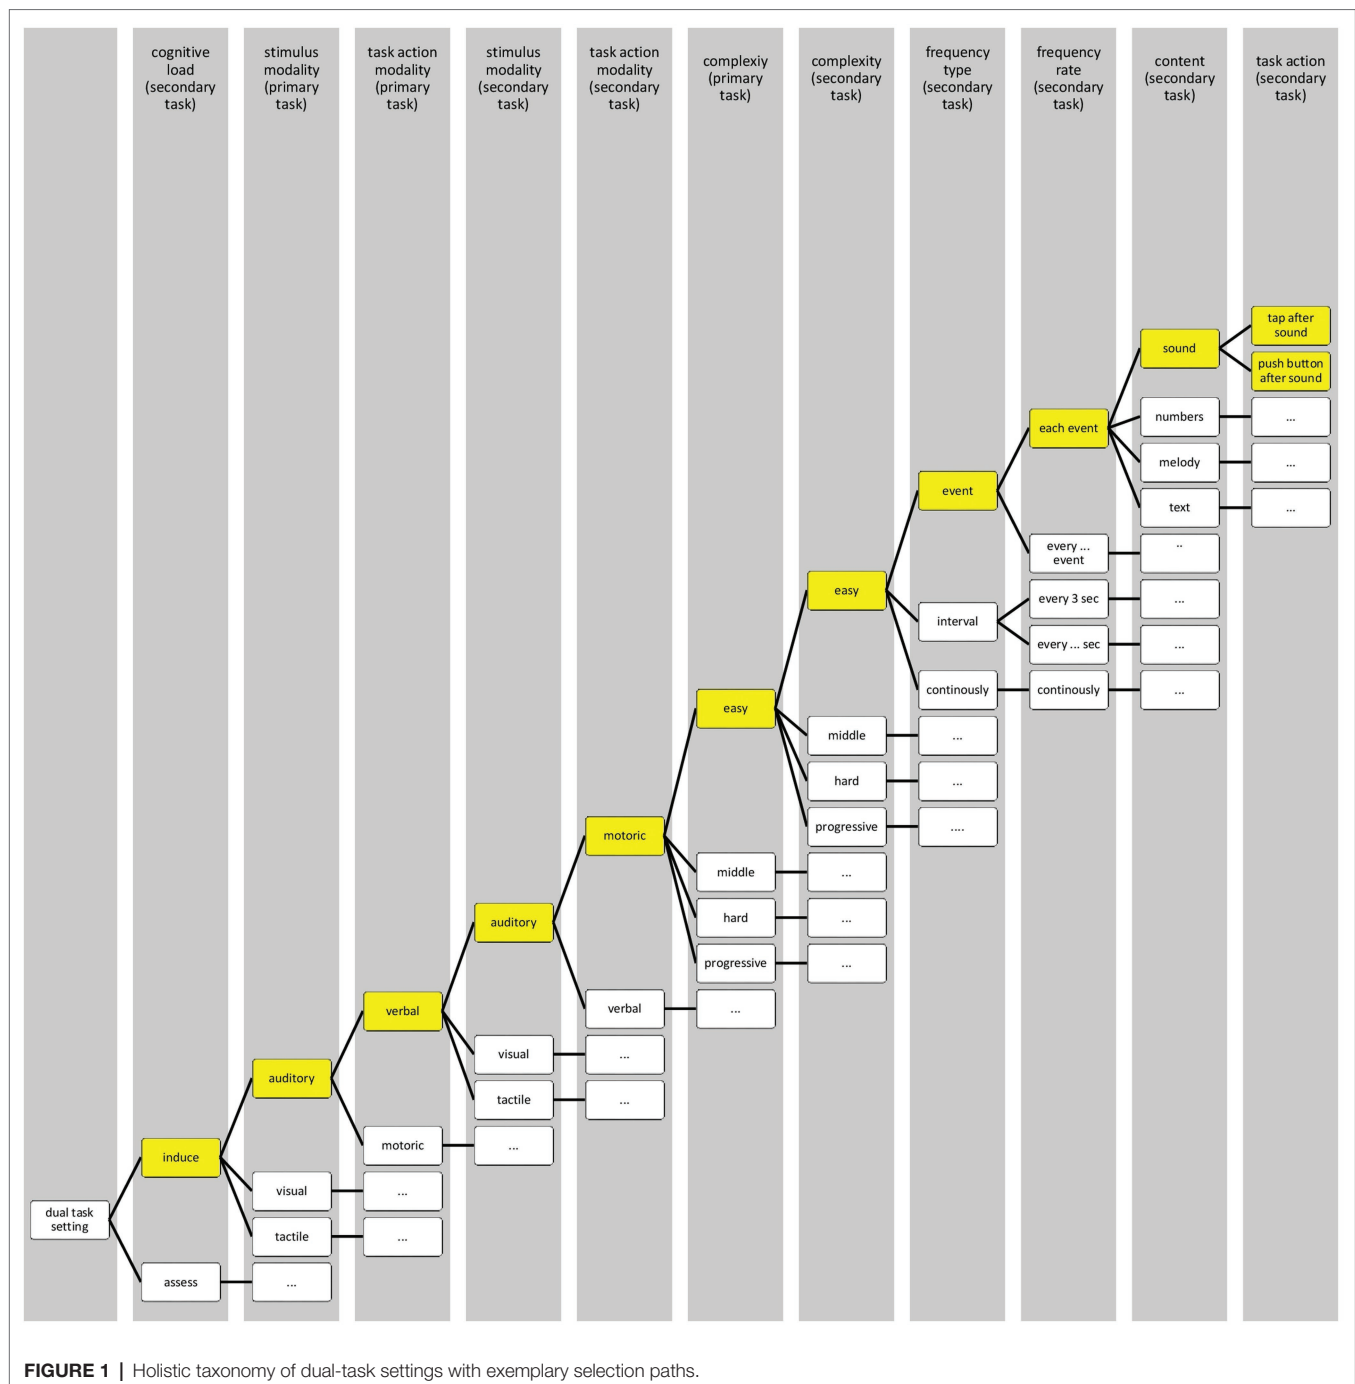 cognitive
load
(secondary
task)
stimulus
modality
(primary
task)
task action
modality
(primary
task)
stimulus
modality
(secondary
task)
task action
modality
(secondary
task)
complexiy
(primary
task)
complexity
(secondary
task)
frequency
type
(secondary
task)
frequency
rate
(secondary
task)
content
(secondary
task)
task action
(secondary
task)
tap after
sound
sound
push button
after sound
numbers
...
each event
melody
...
event
text
...
every ...
event
..
easy
every 3 sec
...
interval
every ... sec
...
continously
continously
...
easy
middle
...
hard
...
progressive
....
motoric
middle
...
hard
...
auditory
progressive
...
verbal
verbal
...
visual
...
auditory
tactile
...
motoric
...
induce
visual
...
dual task
setting
tactile
...
assess
...
FIGURE 1 | Holistic taxonomy of dual-task settings with exemplary selection paths.